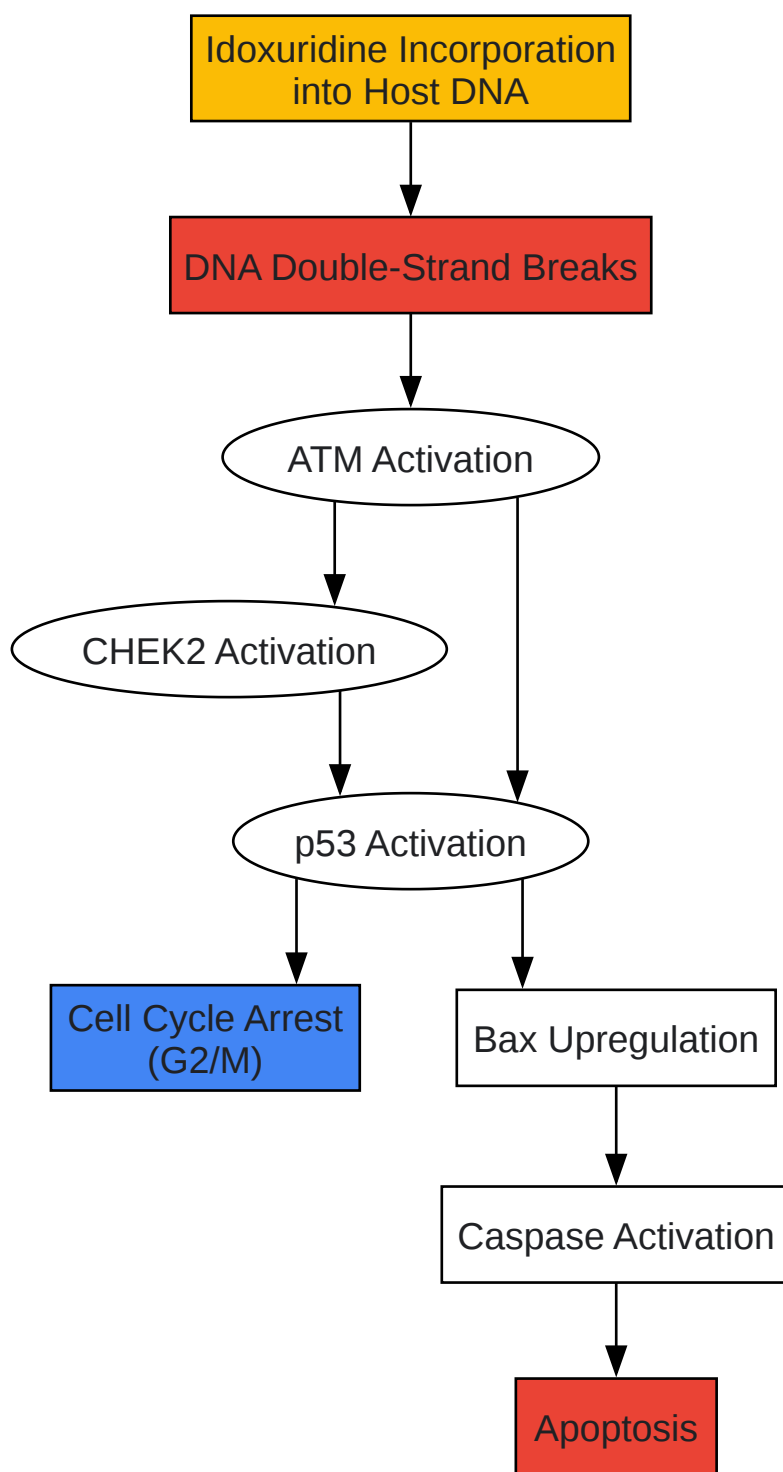 Idoxuridine Incorporation
into Host DNA
DNA Double-Strand Breaks
ATM Activation
CHEK2 Activation
p53 Activation
Cell Cycle Arrest
(G2/M)
Bax Upregulation
Caspase Activation
Apoptosis